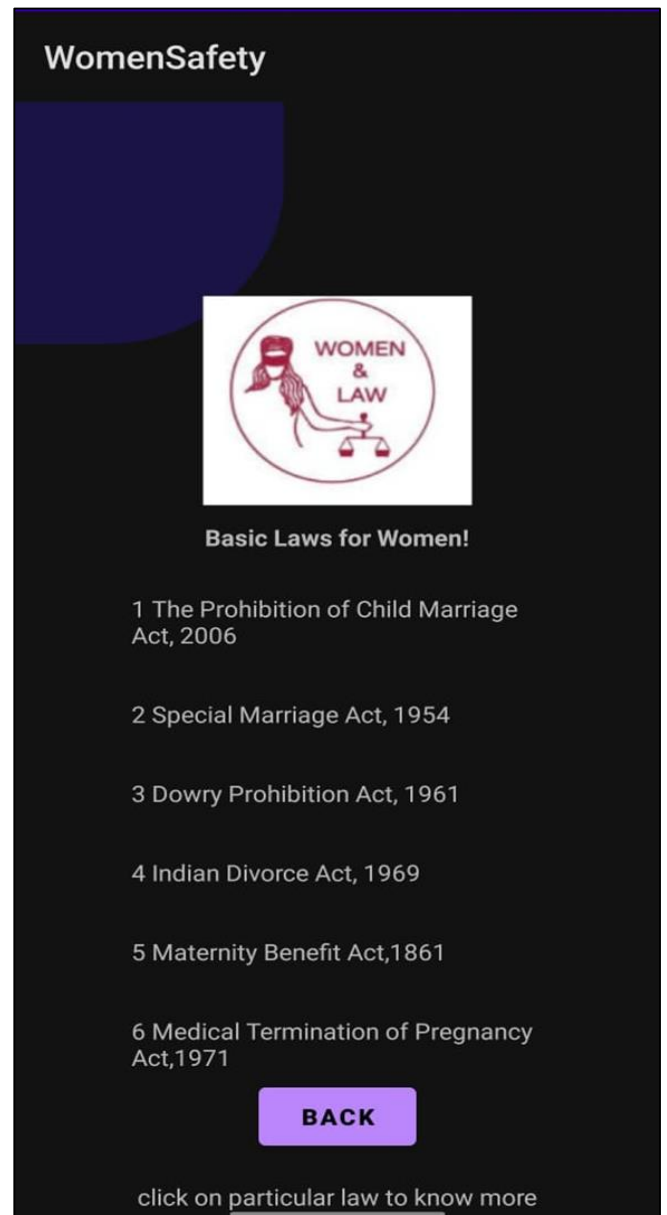 WomenSafety
WOMEN
&
LAW
Basic Laws for Women!
1 The Prohibition of Child Marriage
Act, 2006
2 Special Marriage Act, 1954
3 Dowry Prohibition Act, 1961
4 Indian Divorce Act, 1969
5 Maternity Benefit Act,1861
6 Medical Termination of Pregnancy
Act,1971
BACK
click on particular law to know more